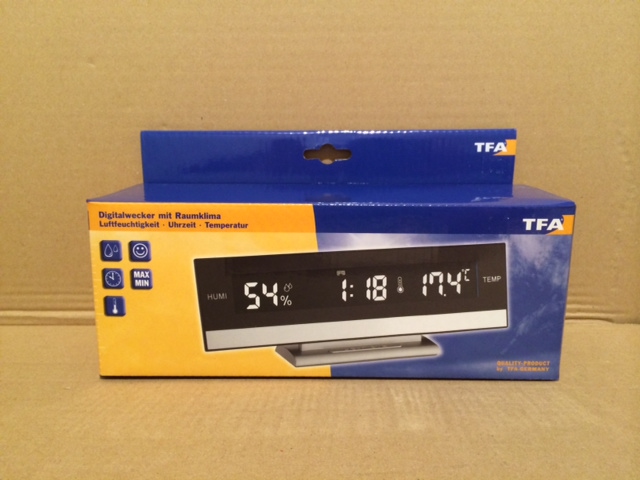 TFA
Digitalwecker mit Raumklima
Luftfeuchtigkeit · Uhrzeit · Temperatur
TFA
MAX
MIN
HUMI 54 % 1:18 17.4 °C TEMP
QUALITY-PRODUCT
by TFA-GERMANY